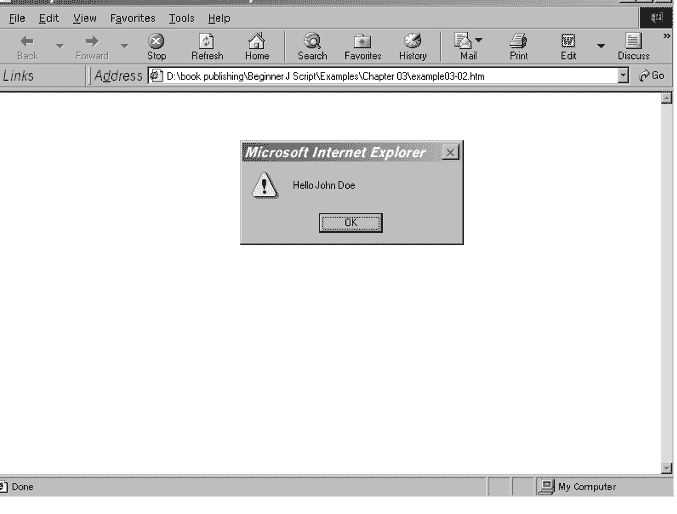 File Edit View Favorites Tools Help
Back Forward Stop Refresh Home Search Favorites History Mail Print Edit Discuss »
Links Address D:\book publishing\Beginner J Script\Examples\Chapter 03\example03-02.htm Go
Microsoft Internet Explorer
Hello John Doe
OK
Done My Computer